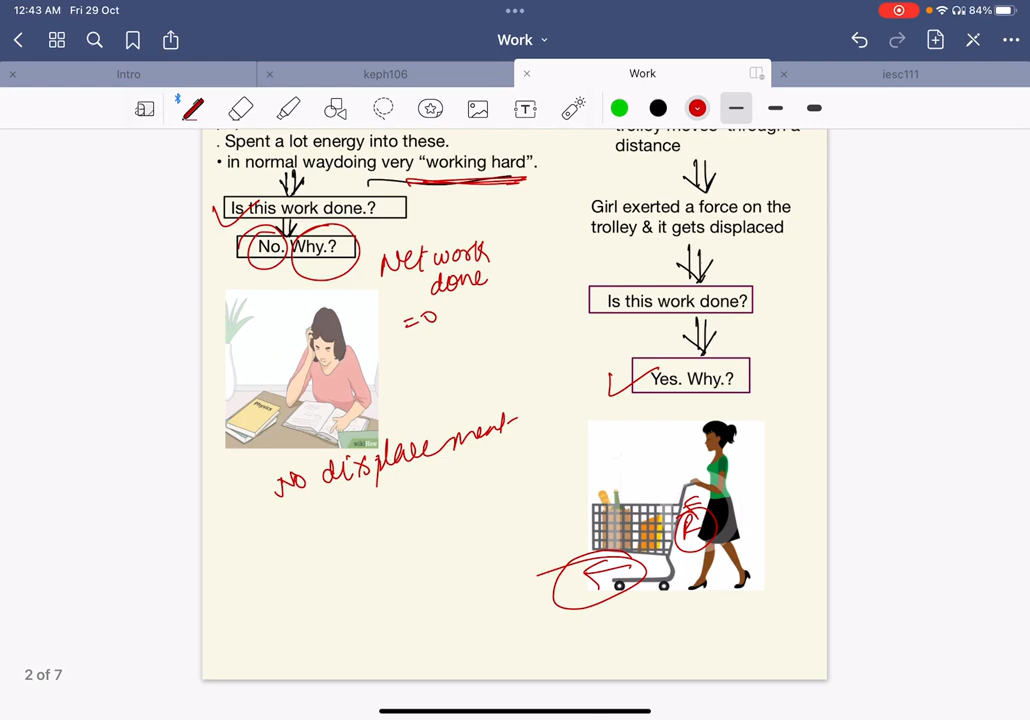 12:43 AM Fri 29 Oct
84%
Work
Intro
keph106
Work
iesc111
. Spent a lot energy into these.
• in normal waydoing very “working hard”.
Is this work done.?
No. Why.?
Net work
done
=0
Physics
wikiHow
No displacement
trolley moves through a
distance
Girl exerted a force on the
trolley & it gets displaced
Is this work done?
Yes. Why.?
F
2 of 7